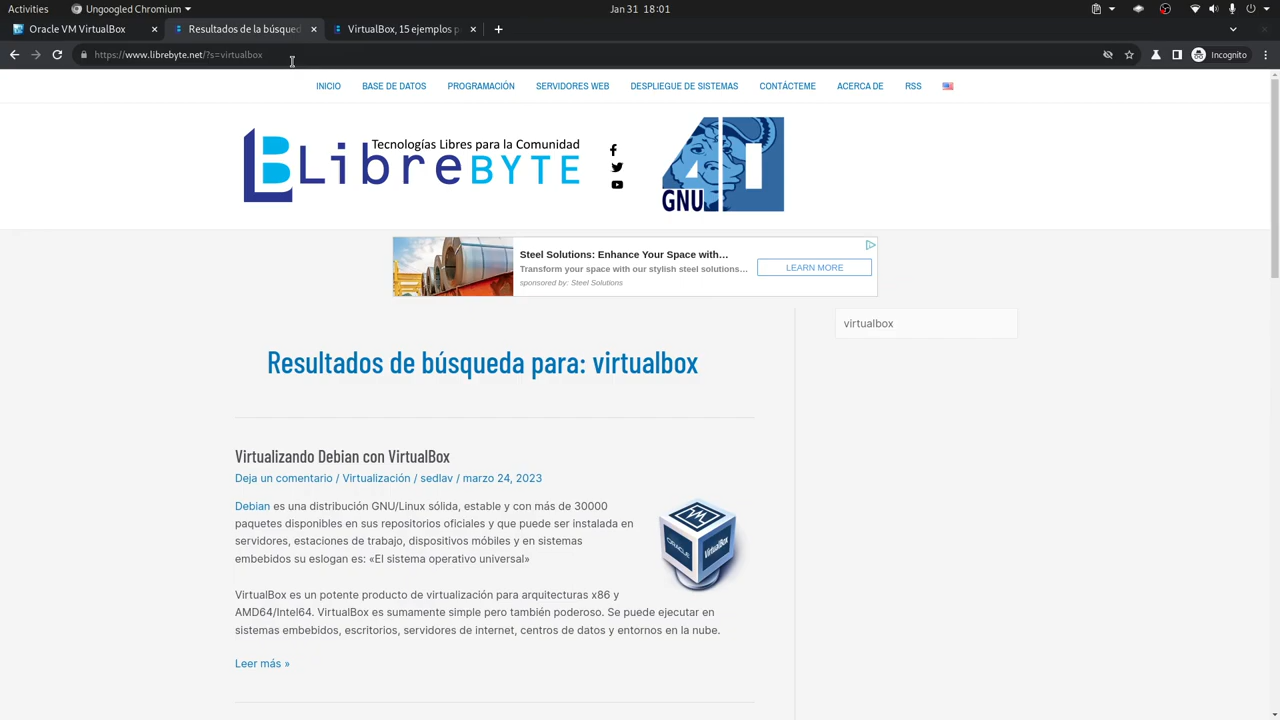 Activities
Ungoogled Chromium
Jan 31 18:01
Oracle VM VirtualBox
Resultados de la búsqued
VirtualBox, 15 ejemplos p
https://www.librebyte.net/?s=virtualbox
Incognito
INICIO
BASE DE DATOS
PROGRAMACIÓN
SERVIDORES WEB
DESPLIEGUE DE SISTEMAS
CONTÁCTEME
ACERCA DE
RSS
Tecnologías Libres para la Comunidad
LibreBYTE
40
GNU
Steel Solutions: Enhance Your Space with…
Transform your space with our stylish steel solutions…
sponsored by: Steel Solutions
LEARN MORE
virtualbox
Resultados de búsqueda para: virtualbox
Virtualizando Debian con VirtualBox
Deja un comentario / Virtualización / sedlav / marzo 24, 2023
Debian es una distribución GNU/Linux sólida, estable y con más de 30000
paquetes disponibles en sus repositorios oficiales y que puede ser instalada en
servidores, estaciones de trabajo, dispositivos móbiles y en sistemas
embebidos su eslogan es: «El sistema operativo universal»
ORACLE
VirtualBox
VirtualBox es un potente producto de virtualización para arquitecturas x86 y
AMD64/Intel64. VirtualBox es sumamente simple pero también poderoso. Se puede ejecutar en
sistemas embebidos, escritorios, servidores de internet, centros de datos y entornos en la nube.
Leer más »